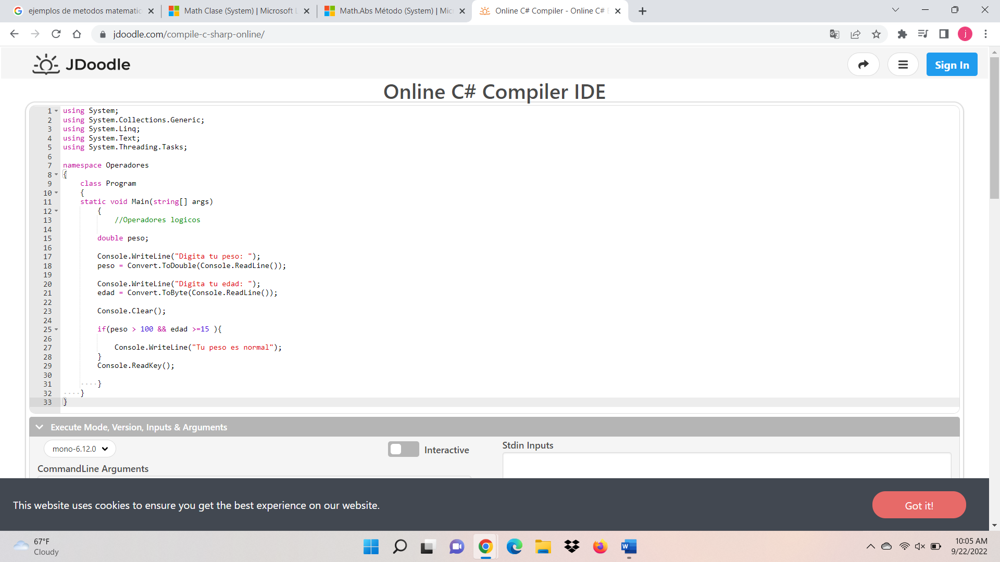 ejemplos de metodos matematic
Math Clase (System) | Microsoft
Math.Abs Método (System) | Mic
Online C# Compiler - Online C#
jdoodle.com/compile-c-sharp-online/
j
JDoodle
Sign In
Online C# Compiler IDE
1 using System;
2 using System.Collections.Generic;
3 using System.Linq;
4 using System.Text;
5 using System.Threading.Tasks;
6
7 namespace Operadores
8 {
9 class Program
10 {
11 static void Main(string[] args)
12 {
13 //Operadores logicos
14
15 double peso;
16
17 Console.WriteLine("Digita tu peso: ");
18 peso = Convert.ToDouble(Console.ReadLine());
19
20 Console.WriteLine("Digita tu edad: ");
21 edad = Convert.ToByte(Console.ReadLine());
22
23 Console.Clear();
24
25 if(peso > 100 && edad >=15 ){
26
27 Console.WriteLine("Tu peso es normal");
28 }
29 Console.ReadKey();
30
31 }
32 }
33 }
Execute Mode, Version, Inputs & Arguments
mono-6.12.0
Interactive
Stdin Inputs
CommandLine Arguments
This website uses cookies to ensure you get the best experience on our website.
Got it!
67°F
Cloudy
10:05 AM
9/22/2022